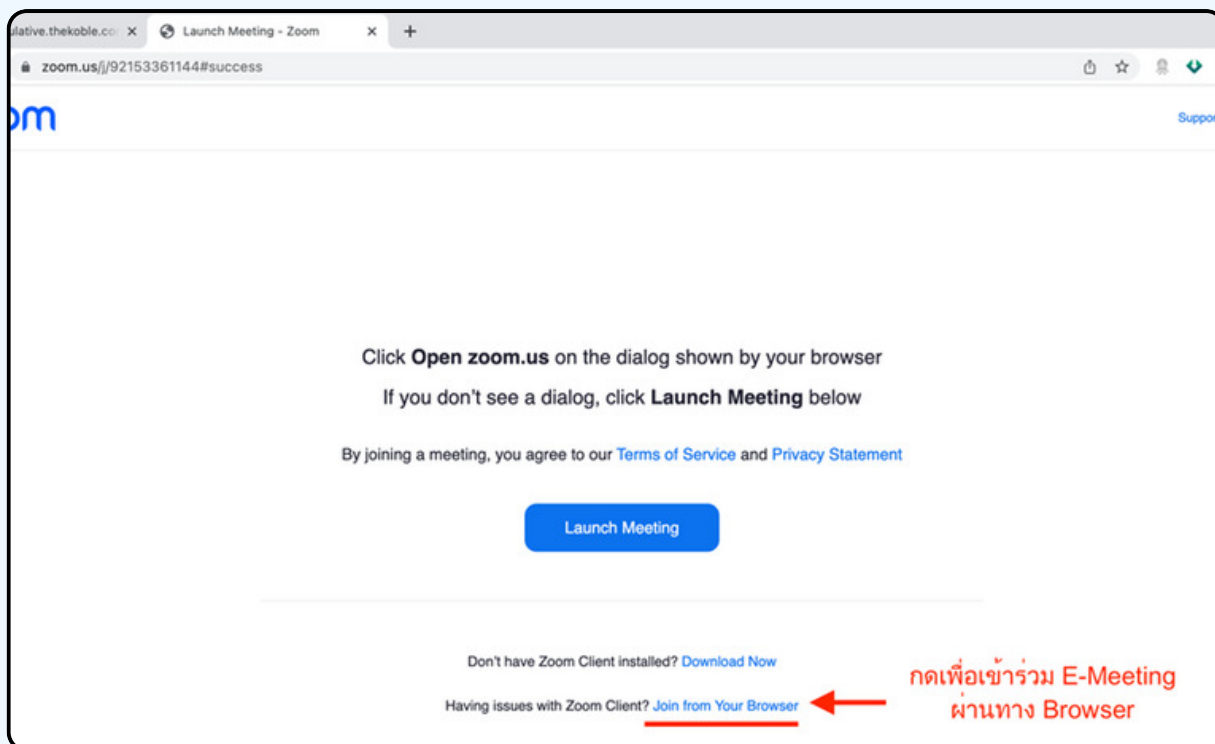 ulative.thekoble.co
Launch Meeting - Zoom
zoom.us/j/92153361144#success
om
Suppor
Click Open zoom.us on the dialog shown by your browser
If you don't see a dialog, click Launch Meeting below
By joining a meeting, you agree to our Terms of Service and Privacy Statement
Launch Meeting
Don't have Zoom Client installed? Download Now
Having issues with Zoom Client? Join from Your Browser
กดเพื่อเข้าร่วม E-Meeting
ผ่านทาง Browser